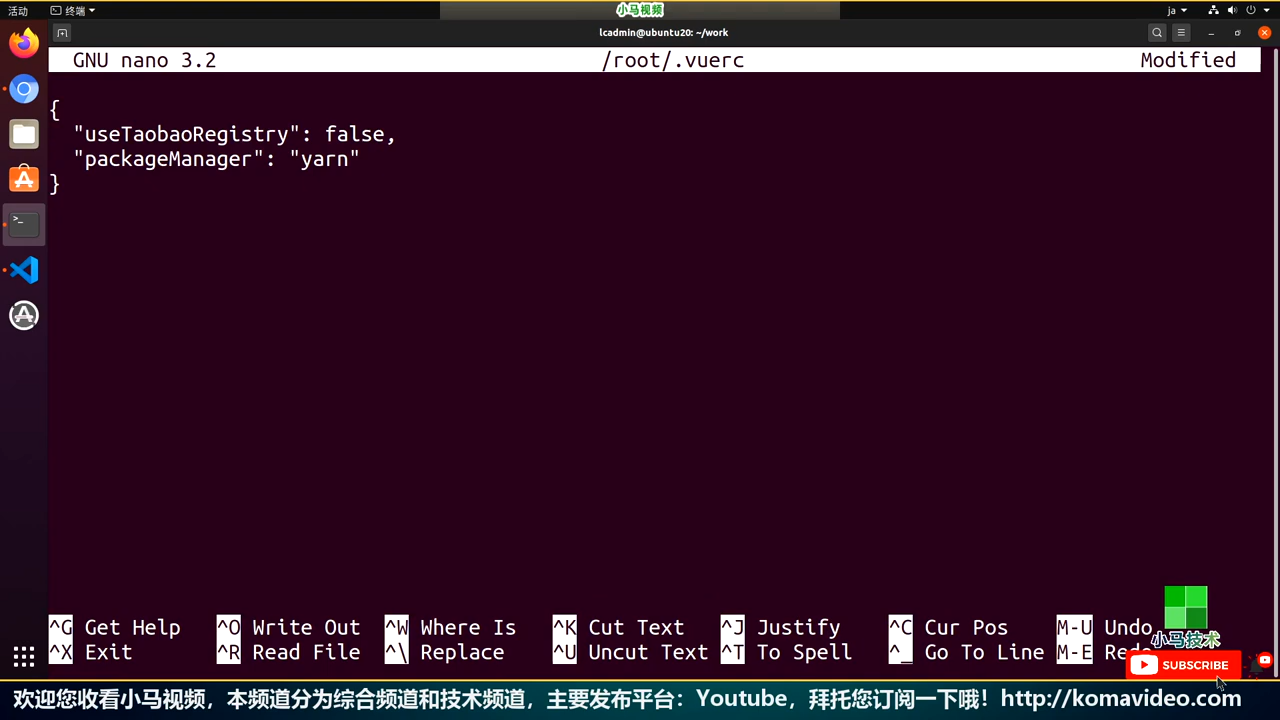 活动 终端 小马视频 ja
lcadmin@ubuntu20: ~/work
GNU nano 3.2 /root/.vuerc Modified
{
"useTaobaoRegistry": false,
"packageManager": "yarn"
}
^G Get Help ^O Write Out ^W Where Is ^K Cut Text ^J Justify ^C Cur Pos M-U Undo
^X Exit ^R Read File ^\ Replace ^U Uncut Text ^T To Spell ^_ Go To Line M-E
小马技术
SUBSCRIBE
欢迎您收看小马视频，本频道分为综合频道和技术频道，主要发布平台：Youtube，拜托您订阅一下哦！http://komavideo.com